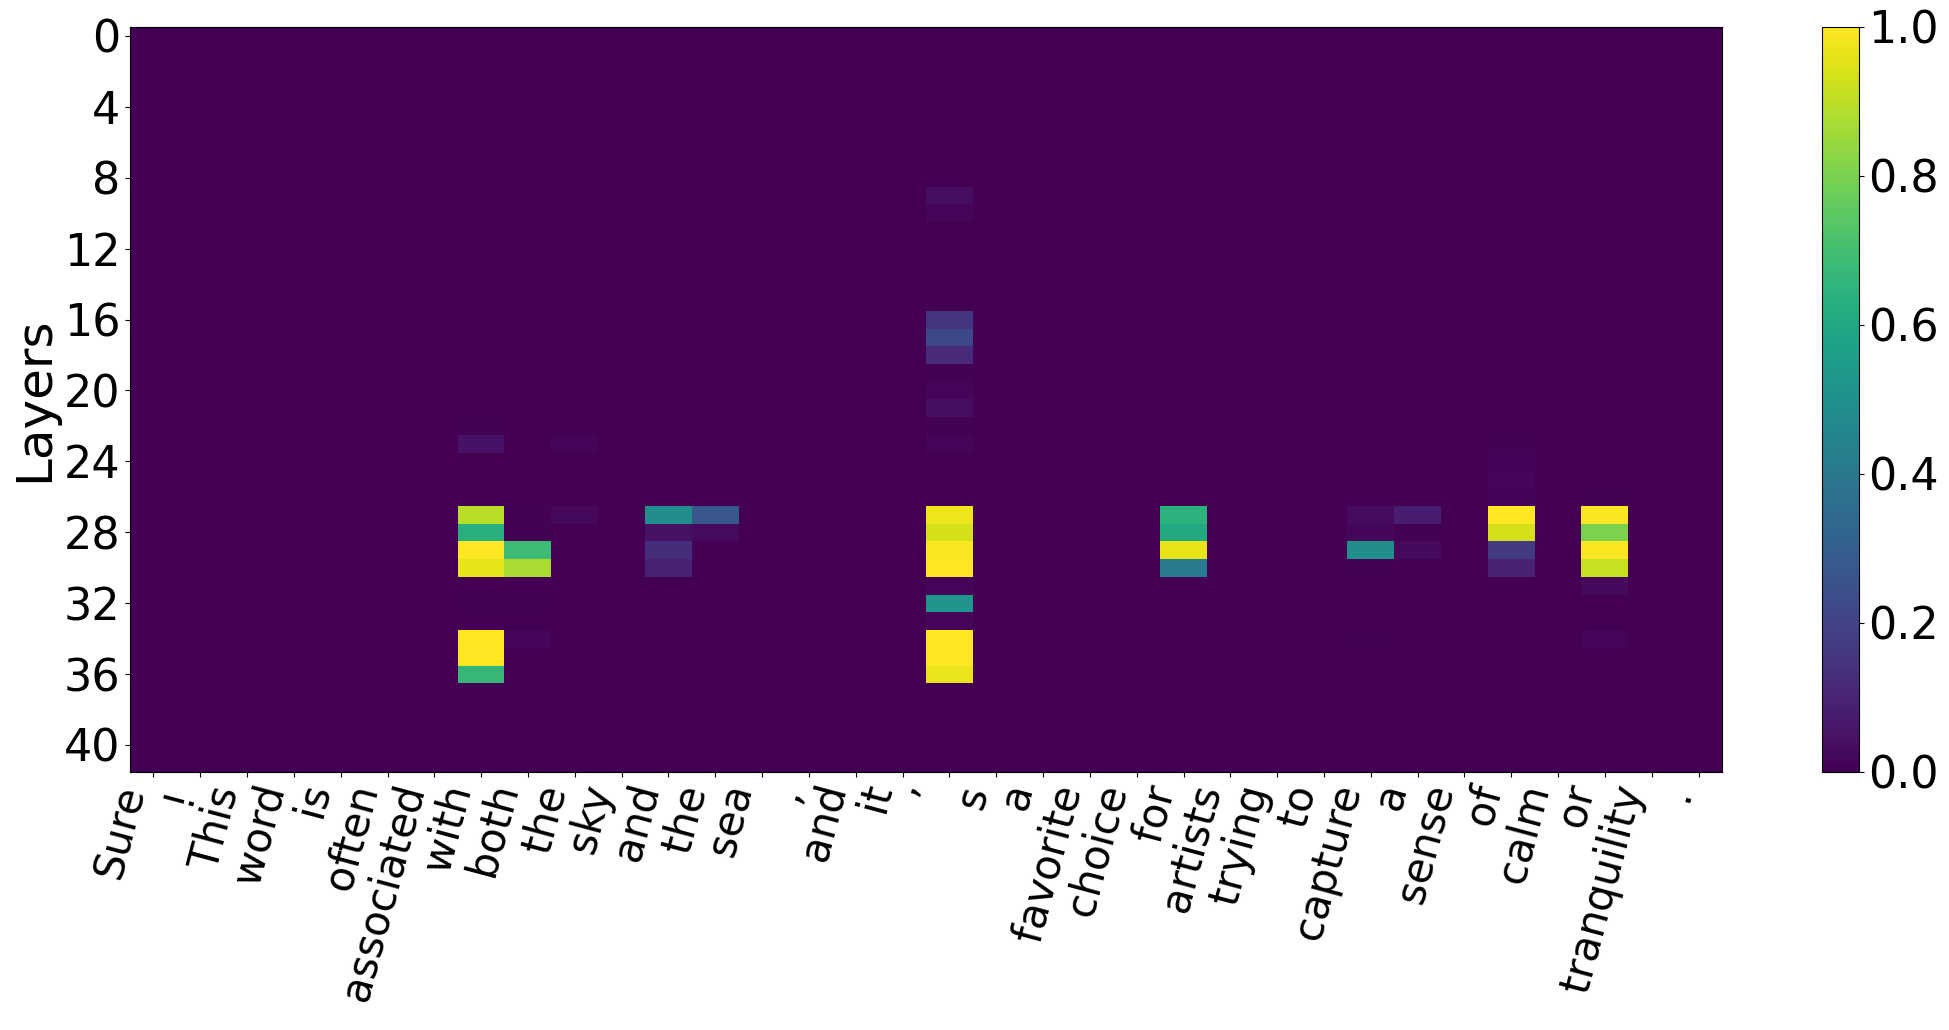 Layers
0
4
8
12
16
20
24
28
32
36
40
Sure
!
This
word
is
often
associated
with
both
the
sky
and
the
sea
,
and
it
'
s
a
favorite
choice
for
artists
trying
to
capture
a
sense
of
calm
or
tranquility
.
1.0
0.8
0.6
0.4
0.2
0.0